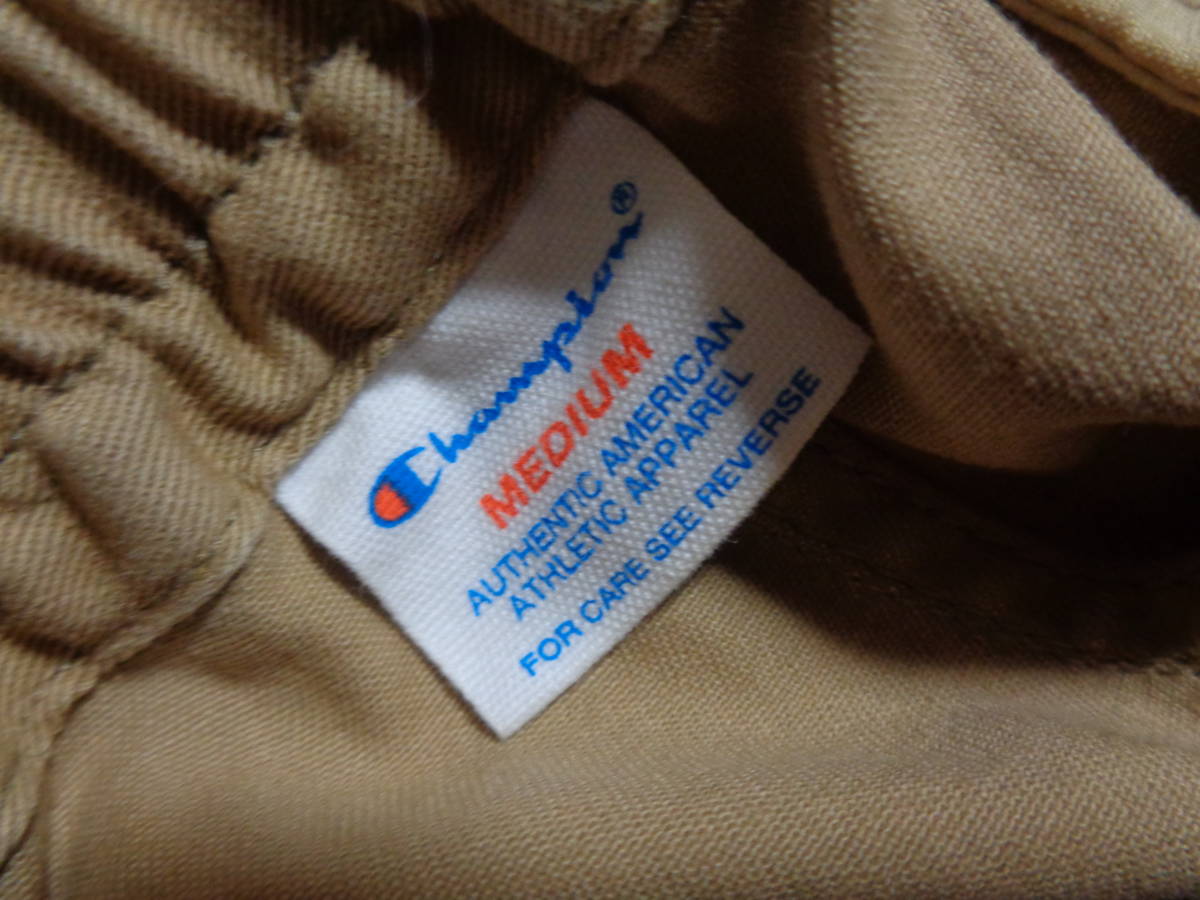 Champion®
MEDIUM
AUTHENTIC AMERICAN
ATHLETIC APPAREL
FOR CARE SEE REVERSE